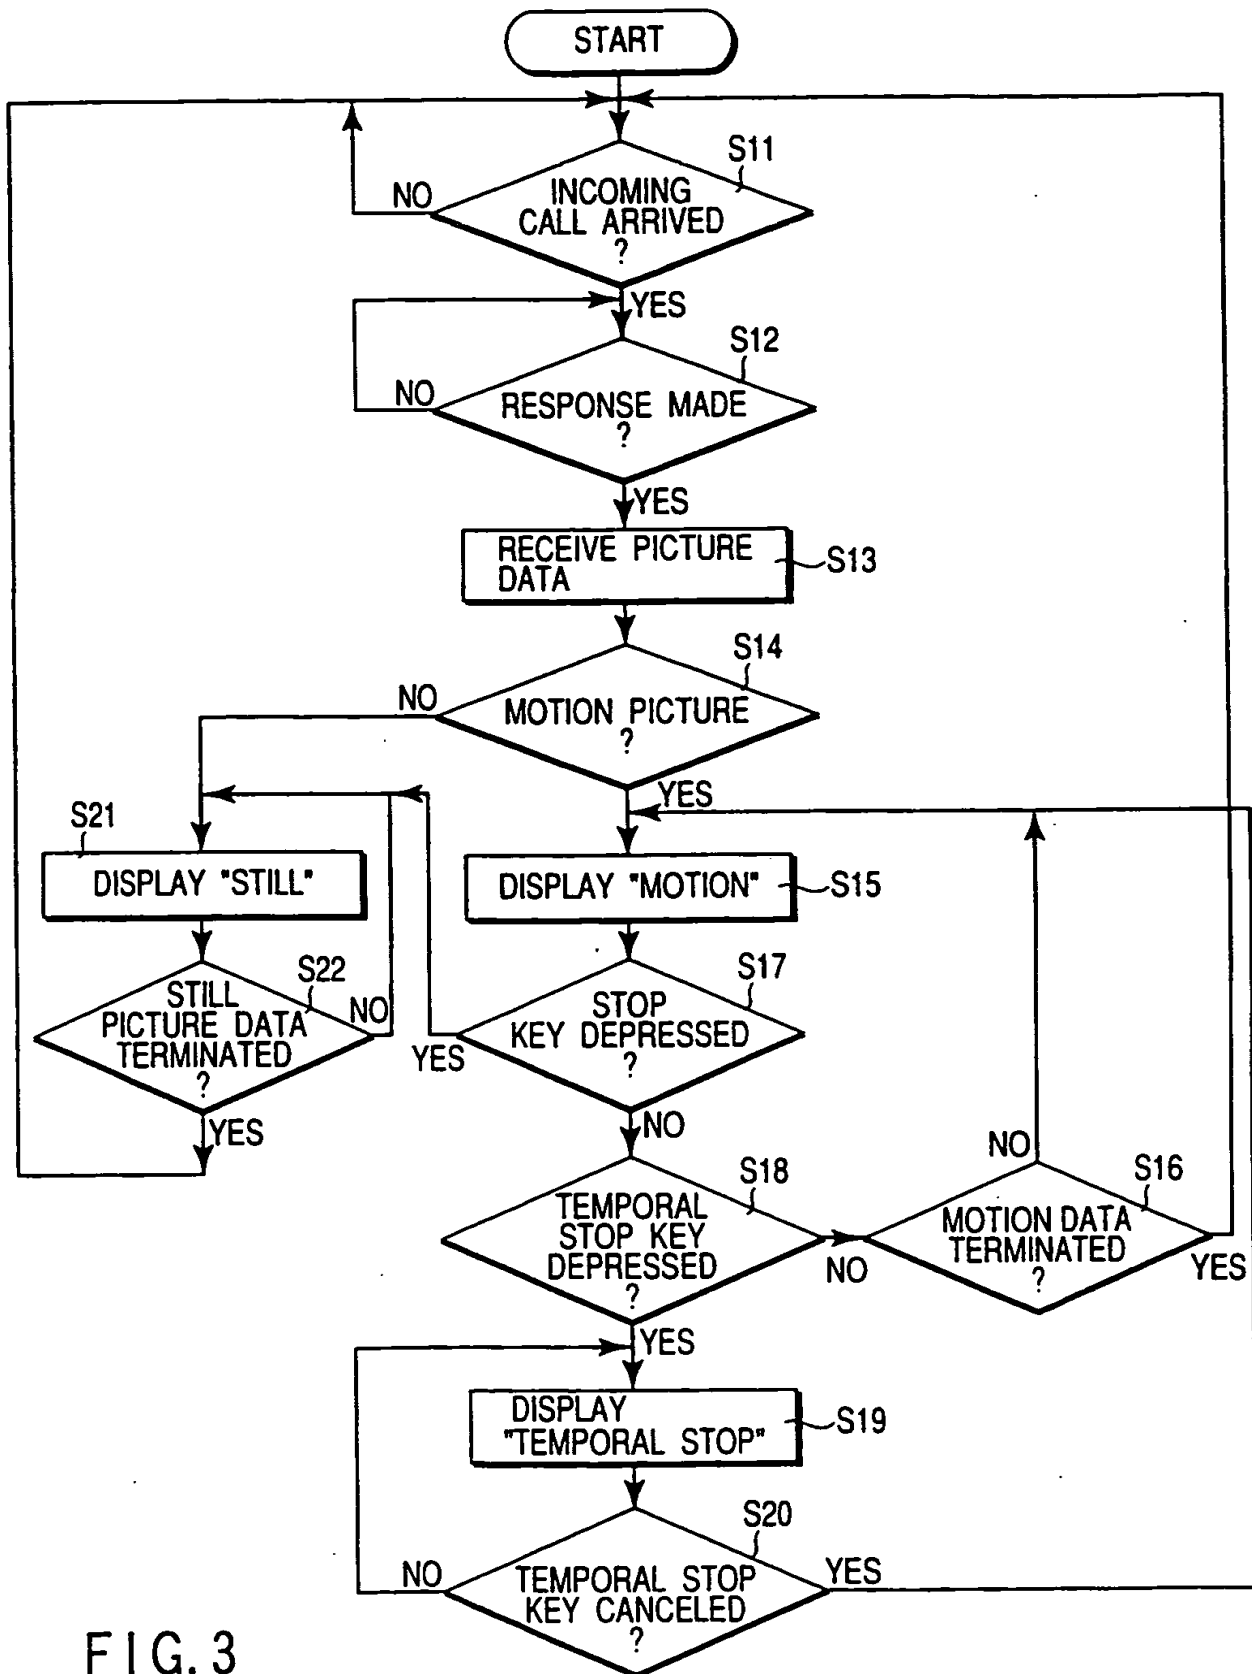 START
S11
INCOMING
CALL ARRIVED
?
NO
YES
S12
RESPONSE MADE
?
NO
YES
RECEIVE PICTURE
DATA
S13
S14
MOTION PICTURE
?
NO
YES
S21
DISPLAY "STILL"
DISPLAY "MOTION"
S15
S22
STILL
PICTURE DATA
TERMINATED
?
NO
YES
S17
STOP
KEY DEPRESSED
?
YES
NO
S18
TEMPORAL
STOP KEY
DEPRESSED
?
NO
YES
S16
MOTION DATA
TERMINATED
?
NO
YES
DISPLAY
"TEMPORAL STOP"
S19
S20
TEMPORAL STOP
KEY CANCELED
?
NO
YES
FIG. 3